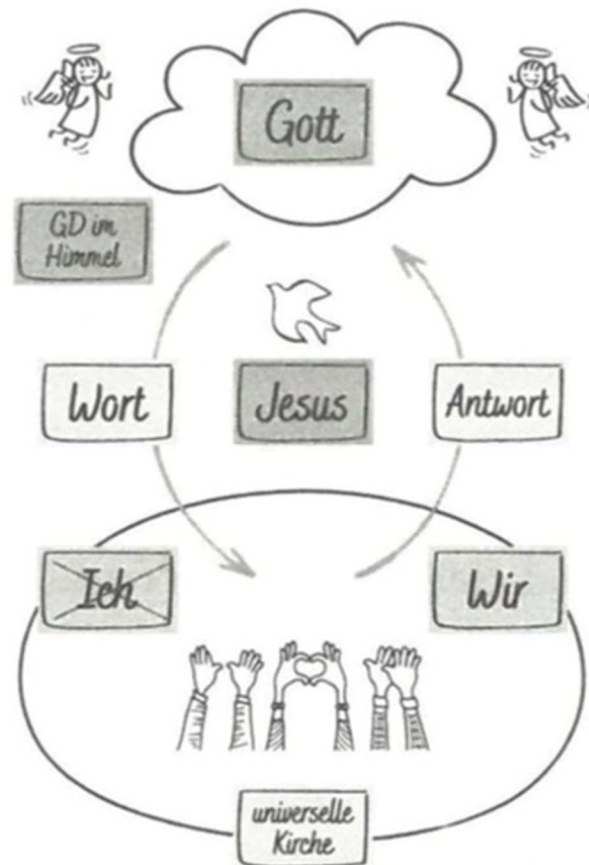 Gott
GD im
Himmel
Wort
Jesus
Antwort
Ich
Wir
universelle
Kirche